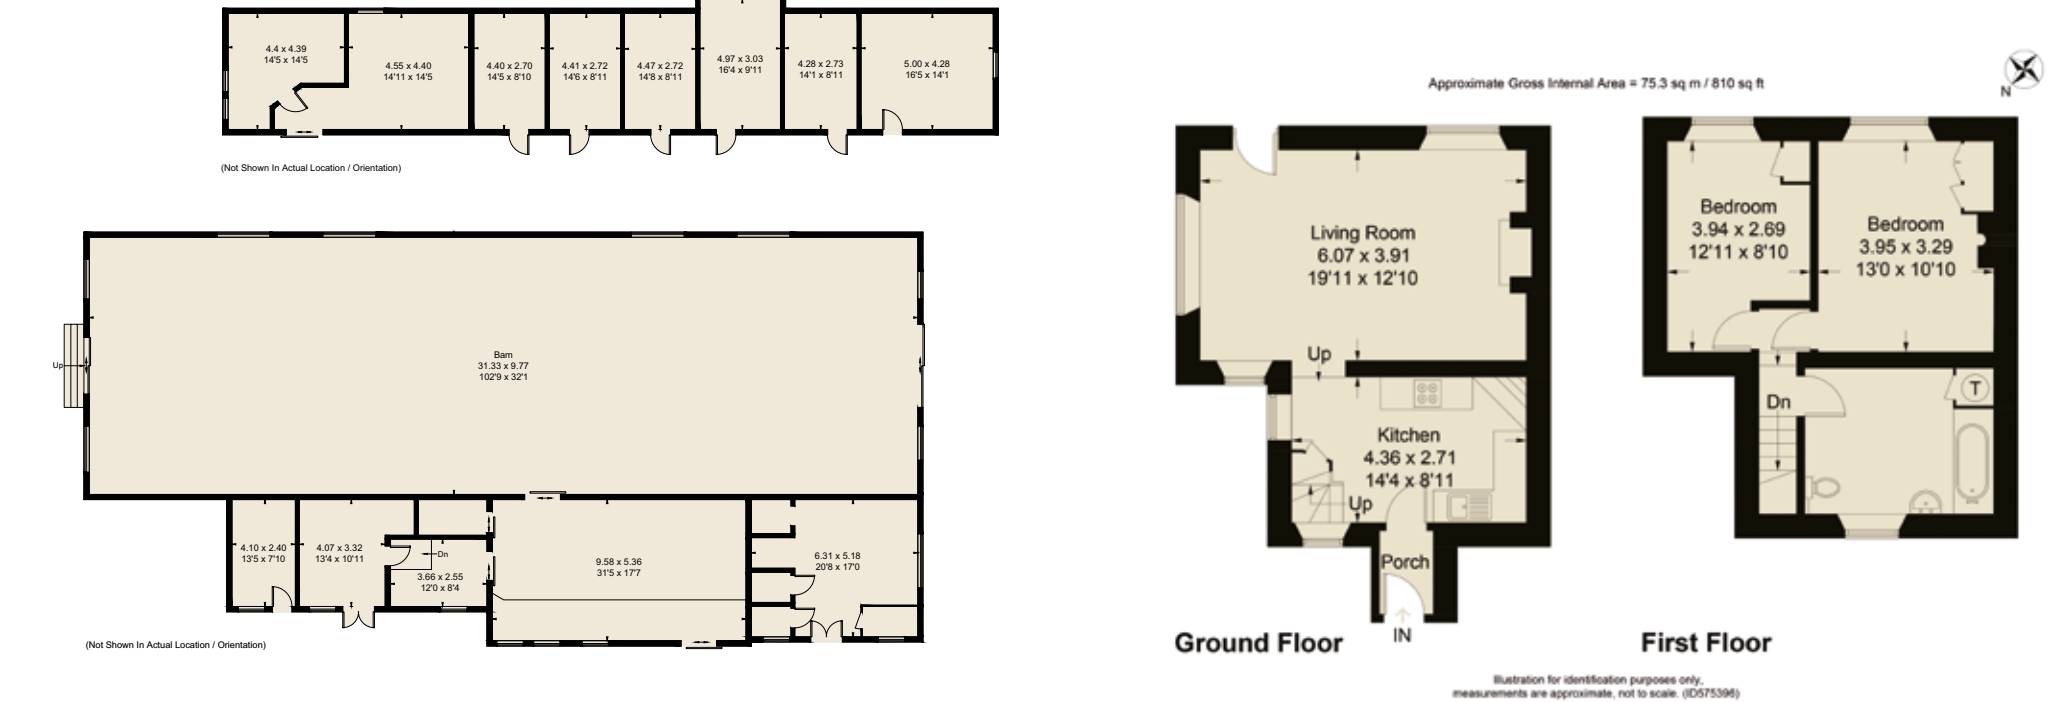 4.4 x 4.39
14'5 x 14'5
4.55 x 4.40
14'11 x 14'5
4.40 x 2.70
14'5 x 8'10
4.41 x 2.72
14'6 x 8'11
4.47 x 2.72
14'8 x 8'11
4.97 x 3.03
16'4 x 9'11
4.28 x 2.73
14'1 x 8'11
5.00 x 4.28
16'5 x 14'1
(Not Shown In Actual Location / Orientation)
Barn
31.33 x 9.77
102'9 x 32'1
Up
4.10 x 2.40
13'5 x 7'10
4.07 x 3.32
13'4 x 10'11
Dn
3.66 x 2.55
12'0 x 8'4
9.58 x 5.36
31'5 x 17'7
6.31 x 5.18
20'8 x 17'0
(Not Shown In Actual Location / Orientation)
Approximate Gross Internal Area = 75.3 sq m / 810 sq ft
N
Living Room
6.07 x 3.91
19'11 x 12'10
Up
Kitchen
4.36 x 2.71
14'4 x 8'11
Up
Porch
IN
Ground Floor
Bedroom
3.94 x 2.69
12'11 x 8'10
Bedroom
3.95 x 3.29
13'0 x 10'10
Dn
T
First Floor
Illustration for identification purposes only,
measurements are approximate, not to scale. (ID575396)